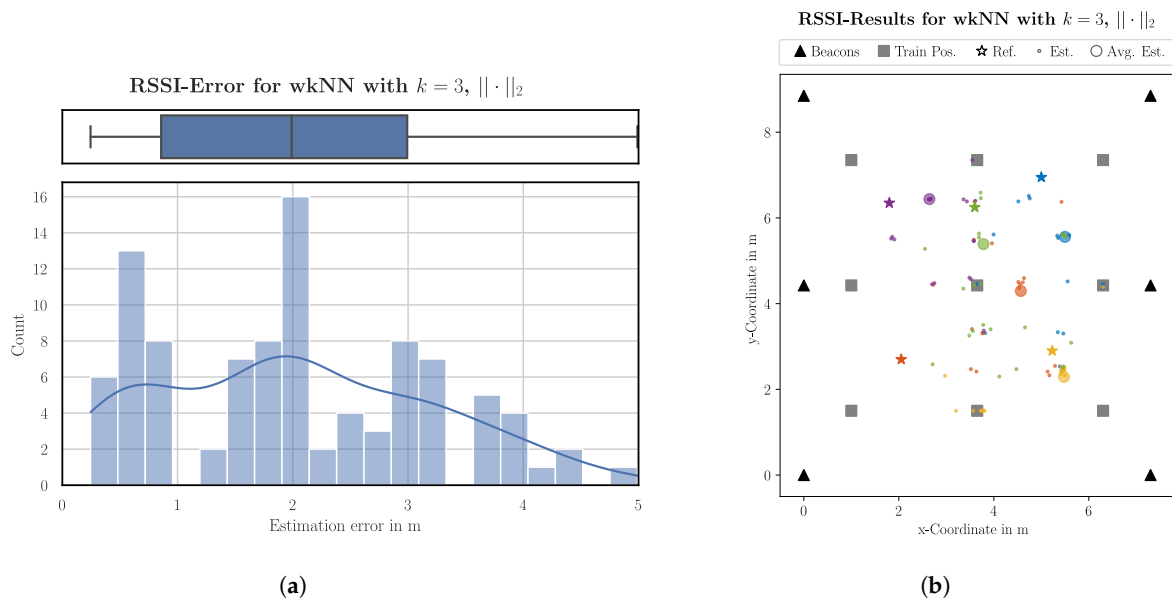 RSSI-Error for wkNN with k = 3, || · ||₂
16
14
12
10
8
6
4
2
0
Count
0 1 2 3 4 5
Estimation error in m
(a)
RSSI-Results for wkNN with k = 3, || · ||₂
Beacons Train Pos. Ref. Est. Avg. Est.
8
6
4
2
0
y-Coordinate in m
0 2 4 6
x-Coordinate in m
(b)